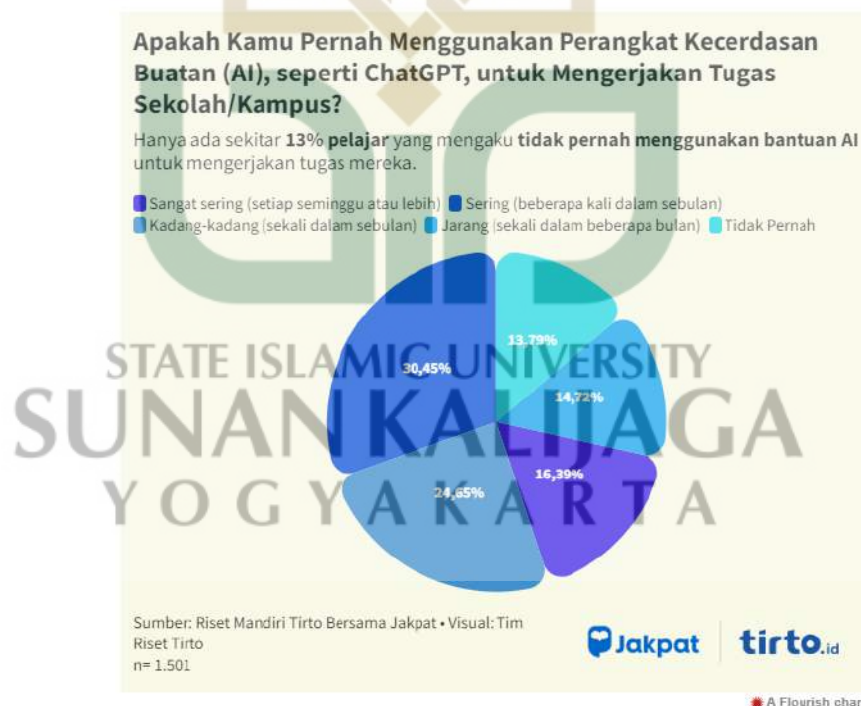 Apakah Kamu Pernah Menggunakan Perangkat Kecerdasan
Buatan (AI), seperti ChatGPT, untuk Mengerjakan Tugas
Sekolah/Kampus?
Hanya ada sekitar 13% pelajar yang mengaku tidak pernah menggunakan bantuan AI
untuk mengerjakan tugas mereka.
Sangat sering (setiap seminggu atau lebih) Sering (beberapa kali dalam sebulan)
Kadang-kadang (sekali dalam sebulan) Jarang (sekali dalam beberapa bulan) Tidak Pernah
13,79%
STATE ISLAMIC UNIVERSITY
30,45%
14,72%
SUNAN KALIJAGA
16,39%
24,65%
YOGYAKARTA
Sumber: Riset Mandiri Tirto Bersama Jakpat • Visual: Tim
Riset Tirto
n= 1.501
Jakpat
tirto.id
A Flourish char